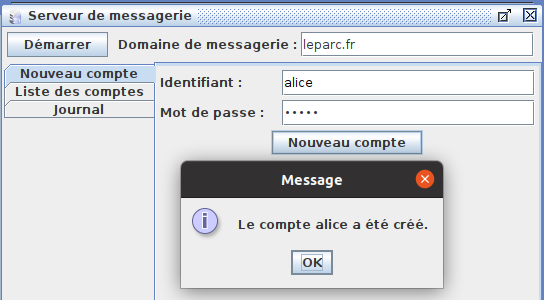 Serveur de messagerie
Démarrer Domaine de messagerie : leparc.fr
Nouveau compte
Liste des comptes
Journal
Identifiant : alice
Mot de passe : •••••
Nouveau compte
Message
Le compte alice a été créé.
OK